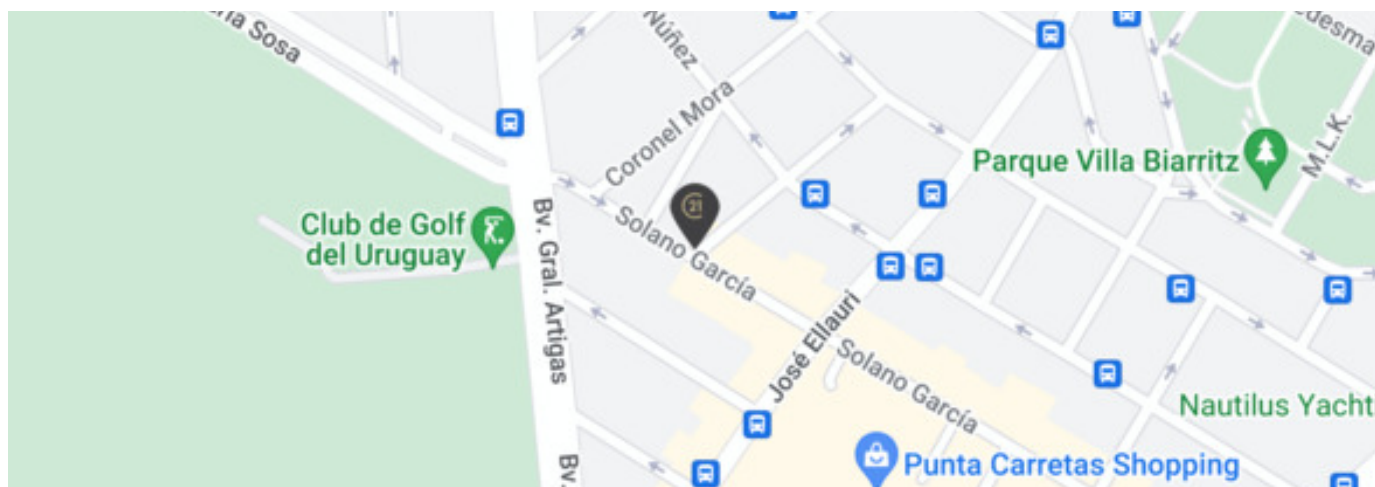 Sosa
Núñez
Coronel Mora
Parque Villa Biarritz
M.L.K.
Club de Golf
del Uruguay
Bv. Gral. Artigas
21
Solano García
José Ellauri
Solano García
Nautilus Yacht
Bv.
Punta Carretas Shopping